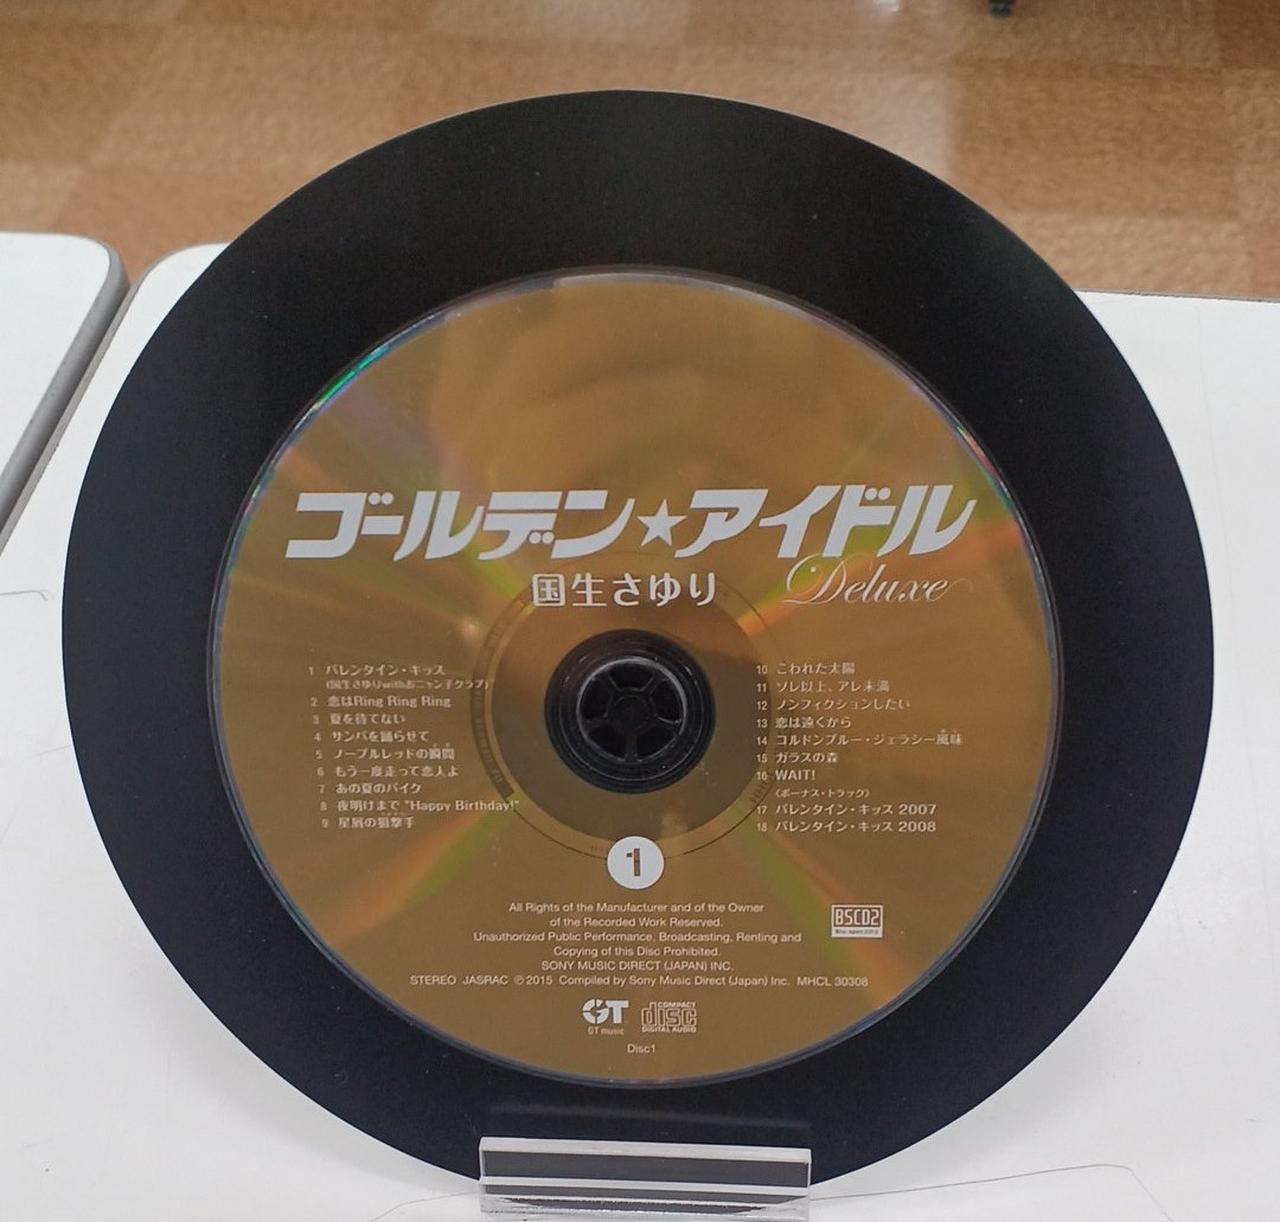 ゴールデン★アイドル
Deluxe
国生さゆり
1 バレンタイン・キッス
(国生さゆりwithおニャン子クラブ)
2 恋はRing Ring Ring
3 夏を待てない
4 サンバを踊らせて
5 ノーブルレッドの瞬間
6 もう一度走って恋人よ
7 あの夏のバイク
8 夜明けまで "Happy Birthday!"
9 星屑の狙撃手
10 こわれた太陽
11 ソレ以上、アレ未満
12 ノンフィクションしたい
13 恋は遠くから
14 コルドンブルー・ジェラシー風味
15 ガラスの森
16 WAIT!
〈ボーナス・トラック〉
17 バレンタイン・キッス 2007
18 バレンタイン・キッス 2008
1
All Rights of the Manufacturer and of the Owner
of the Recorded Work Reserved.
Unauthorized Public Performance, Broadcasting, Renting and
Copying of this Disc Prohibited.
SONY MUSIC DIRECT (JAPAN) INC.
STEREO JASRAC ℗2015 Compiled by Sony Music Direct (Japan) Inc. MHCL 30308
BSCD2
GT
GT music
COMPACT
disc
DIGITAL AUDIO
Disc1